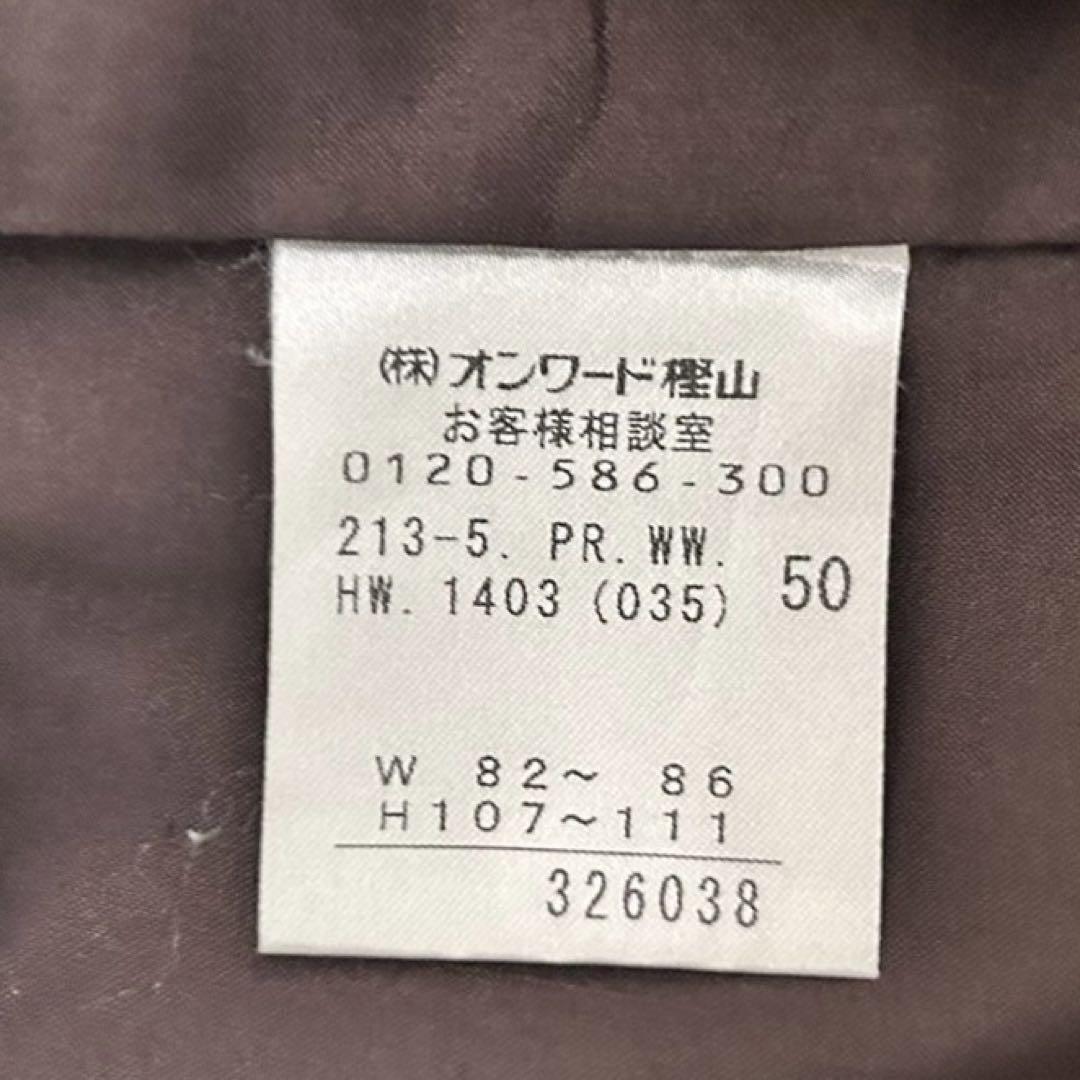 (株)オンワード樫山
お客様相談室
0120-586-300
213-5. PR. WW.
HW. 1403 (035) 50
W 82～ 86
H107～111
326038